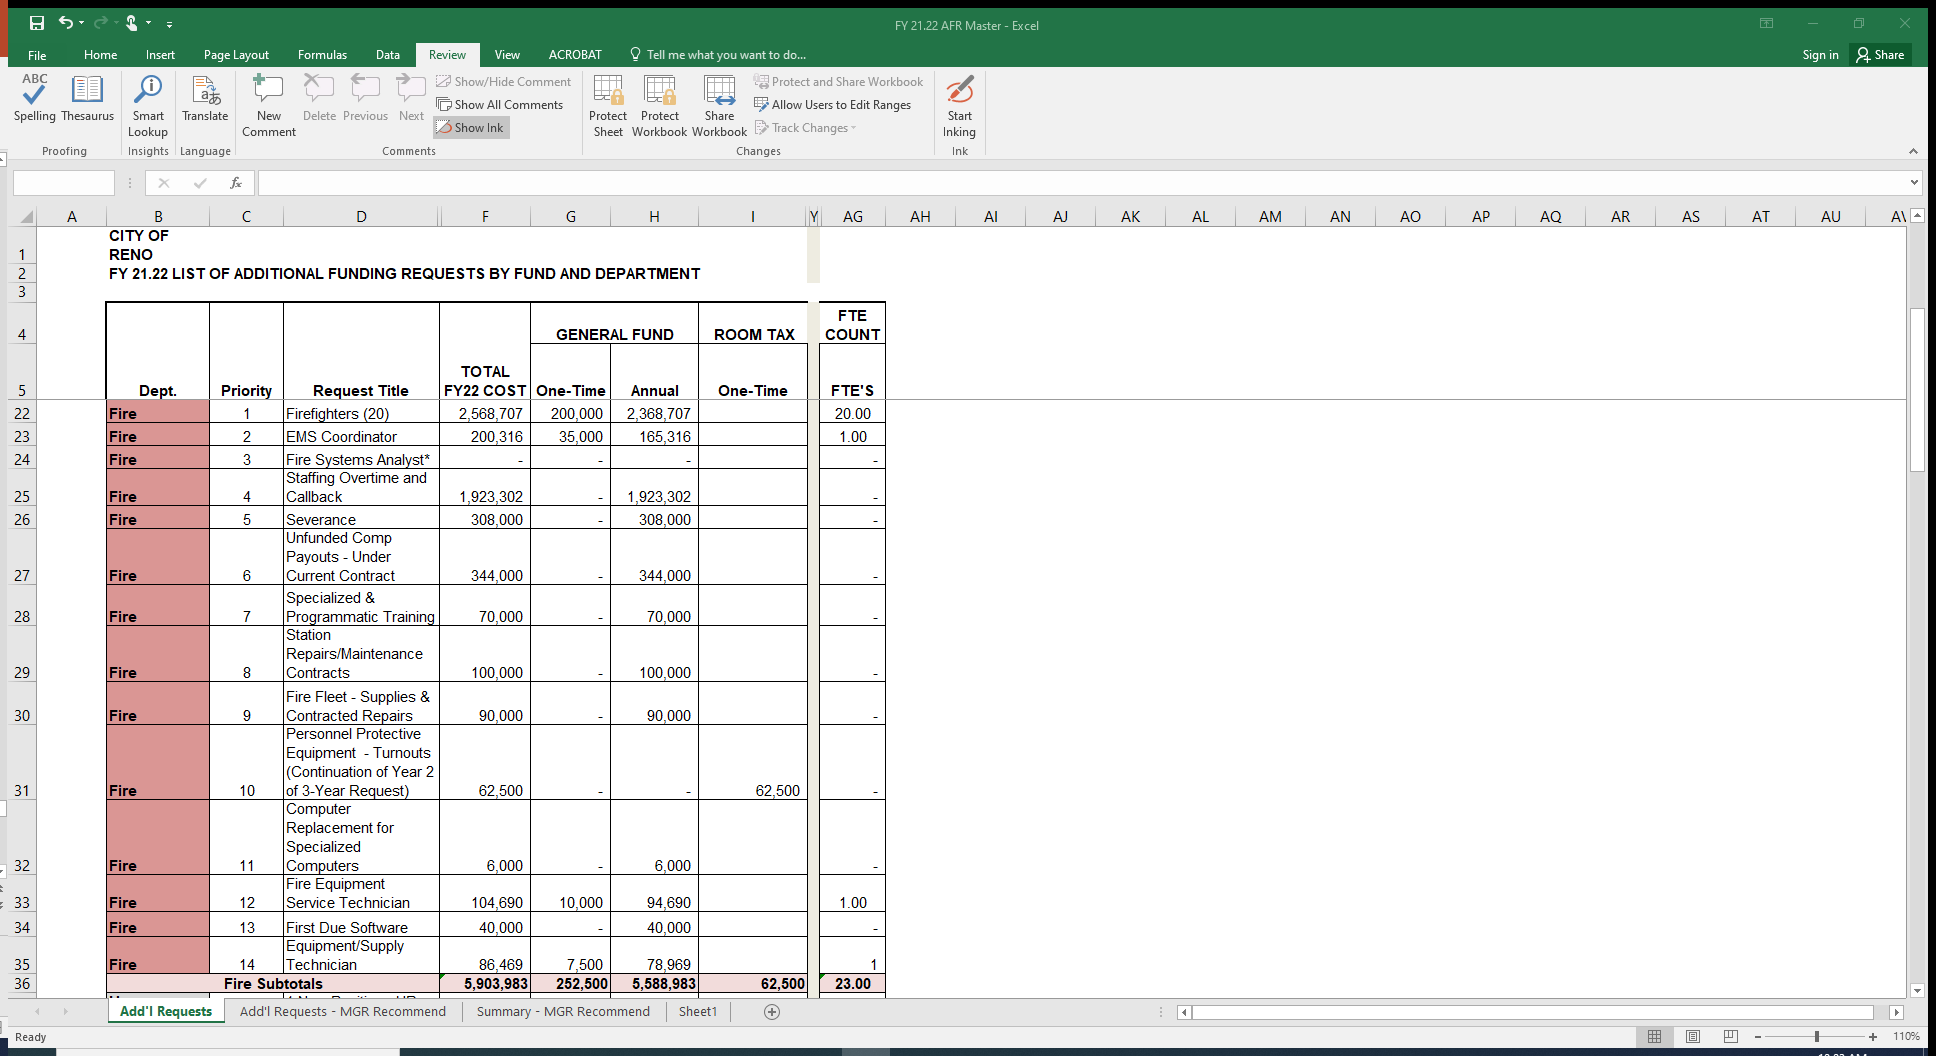 FY 21.22 AFR Master - Excel
File Home Insert Page Layout Formulas Data Review View ACROBAT Tell me what you want to do... Sign in Share
ABC
Spelling Thesaurus Smart Lookup Translate New Comment Delete Previous Next Show/Hide Comment
Show All Comments
Show Ink
Protect Sheet Protect Workbook Share Workbook Protect and Share Workbook
Allow Users to Edit Ranges
Track Changes
Start Inking
Proofing Insights Language Comments Changes Ink
fx
A B C D F G H I Y AG AH AI AJ AK AL AM AN AO AP AQ AR AS AT AU AV
CITY OF
1 RENO
2 FY 21.22 LIST OF ADDITIONAL FUNDING REQUESTS BY FUND AND DEPARTMENT
3
FTE
4 GENERAL FUND ROOM TAX COUNT
TOTAL
5 Dept. Priority Request Title FY22 COST One-Time Annual One-Time FTE'S
22 Fire 1 Firefighters (20) 2,568,707 200,000 2,368,707 20.00
23 Fire 2 EMS Coordinator 200,316 35,000 165,316 1.00
24 Fire 3 Fire Systems Analyst* - - - -
Staffing Overtime and
25 Fire 4 Callback 1,923,302 - 1,923,302 -
26 Fire 5 Severance 308,000 - 308,000 -
Unfunded Comp
Payouts - Under
27 Fire 6 Current Contract 344,000 - 344,000 -
Specialized &
28 Fire 7 Programmatic Training 70,000 - 70,000 -
Station
Repairs/Maintenance
29 Fire 8 Contracts 100,000 - 100,000 -
Fire Fleet - Supplies &
30 Fire 9 Contracted Repairs 90,000 - 90,000 -
Personnel Protective
Equipment - Turnouts
(Continuation of Year 2
31 Fire 10 of 3-Year Request) 62,500 - - 62,500 -
Computer
Replacement for
Specialized
32 Fire 11 Computers 6,000 - 6,000 -
Fire Equipment
33 Fire 12 Service Technician 104,690 10,000 94,690 1.00
34 Fire 13 First Due Software 40,000 - 40,000 -
Equipment/Supply
35 Fire 14 Technician 86,469 7,500 78,969 1
36 Fire Subtotals 5,903,983 252,500 5,588,983 62,500 23.00
Add'l Requests Add'l Requests - MGR Recommend Summary - MGR Recommend Sheet1
Ready 110%